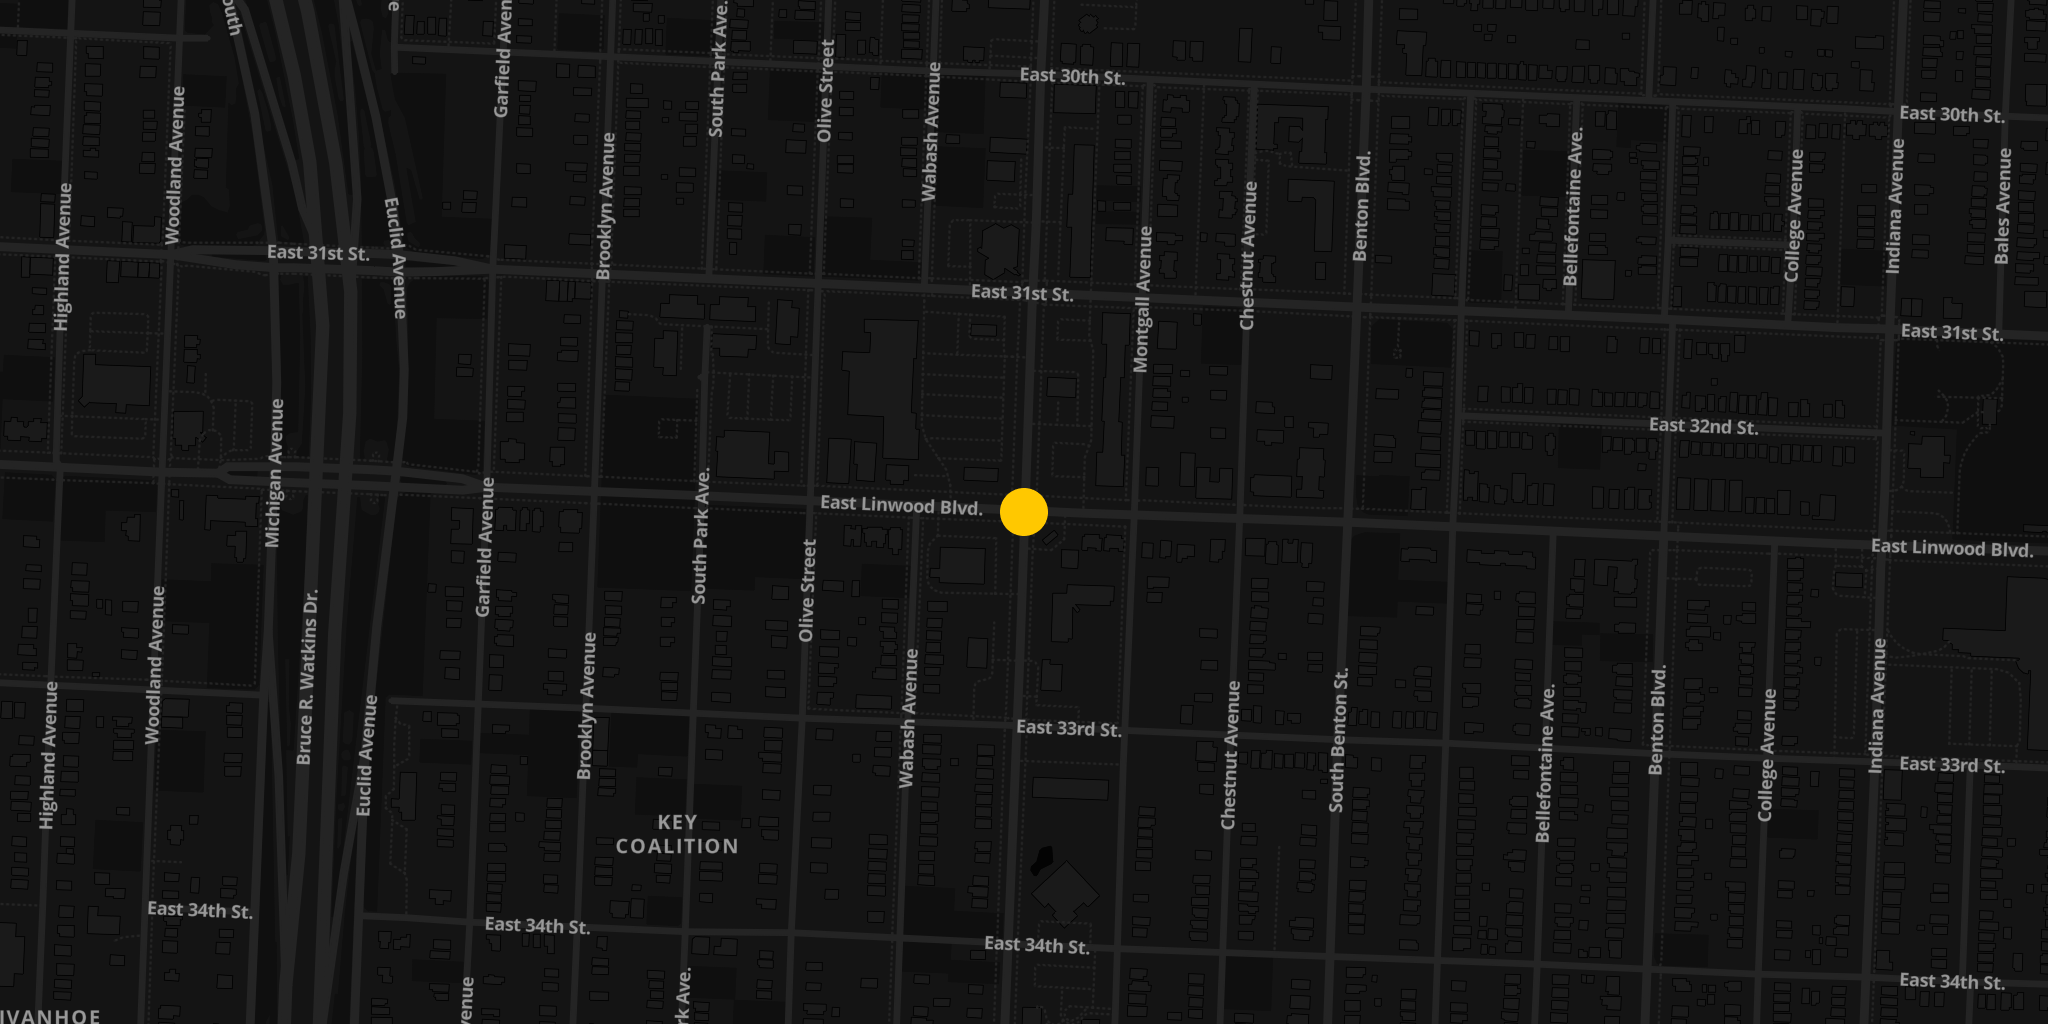 South
Garfield Avenue
South Park Ave.
Olive Street
Wabash Avenue
East 30th St.
East 30th St.
Woodland Avenue
Highland Avenue
Brooklyn Avenue
Euclid Avenue
Montgall Avenue
Chestnut Avenue
Benton Blvd.
Bellefontaine Ave.
College Avenue
Indiana Avenue
Bales Avenue
East 31st St.
East 31st St.
East 31st St.
East 32nd St.
Michigan Avenue
Garfield Avenue
South Park Ave.
East Linwood Blvd.
East Linwood Blvd.
Olive Street
Woodland Avenue
Bruce R. Watkins Dr.
Highland Avenue
Euclid Avenue
Brooklyn Avenue
Wabash Avenue
East 33rd St.
East 33rd St.
Chestnut Avenue
South Benton St.
Bellefontaine Ave.
Benton Blvd.
College Avenue
Indiana Avenue
KEY
COALITION
East 34th St.
East 34th St.
East 34th St.
East 34th St.
IVANHOE